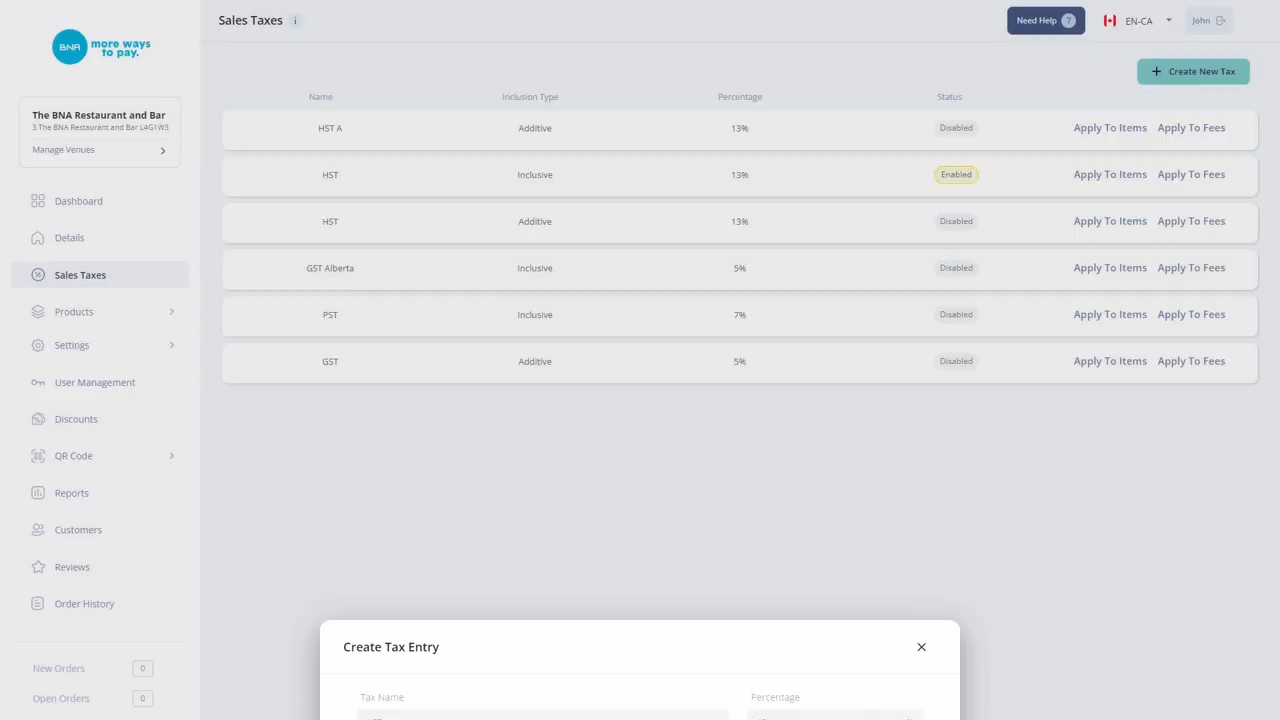 BNA more ways to pay.
Sales Taxes i
Need Help ?
EN-CA
John
The BNA Restaurant and Bar
3 The BNA Restaurant and Bar L4G1W3
Manage Venues
Dashboard
Details
Sales Taxes
Products
Settings
User Management
Discounts
QR Code
Reports
Customers
Reviews
Order History
New Orders 0
Open Orders 0
+ Create New Tax
Name Inclusion Type Percentage Status
HST A Additive 13% Disabled Apply To Items Apply To Fees
HST Inclusive 13% Enabled Apply To Items Apply To Fees
HST Additive 13% Disabled Apply To Items Apply To Fees
GST Alberta Inclusive 5% Disabled Apply To Items Apply To Fees
PST Inclusive 7% Disabled Apply To Items Apply To Fees
GST Additive 5% Disabled Apply To Items Apply To Fees
Create Tax Entry
Tax Name Percentage